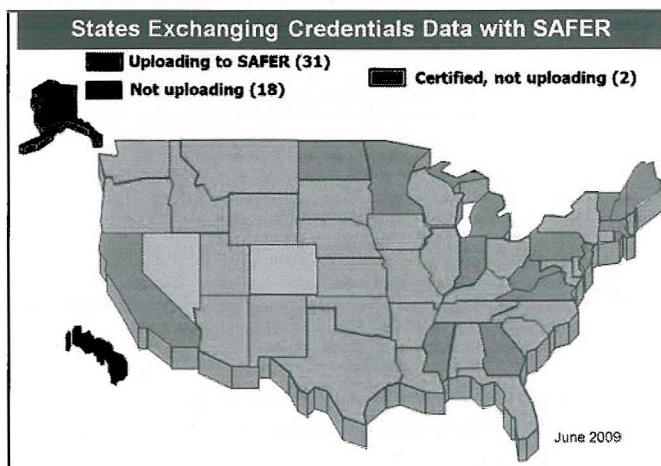 States Exchanging Credentials Data with SAFER
Uploading to SAFER (31)
Not uploading (18)
Certified, not uploading (2)
June 2009